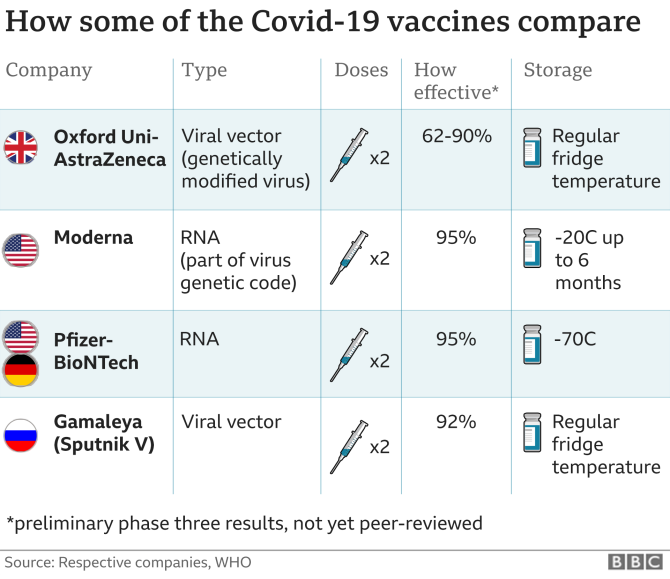 How some of the Covid-19 vaccines compare
Company Type Doses How effective* Storage
Oxford Uni-
AstraZeneca
Viral vector
(genetically
modified virus)
x2
62-90%
Regular
fridge
temperature
Moderna
RNA
(part of virus
genetic code)
x2
95%
-20C up
to 6
months
Pfizer-
BioNTech
RNA
x2
95%
-70C
Gamaleya
(Sputnik V)
Viral vector
x2
92%
Regular
fridge
temperature
*preliminary phase three results, not yet peer-reviewed
Source: Respective companies, WHO
BBC